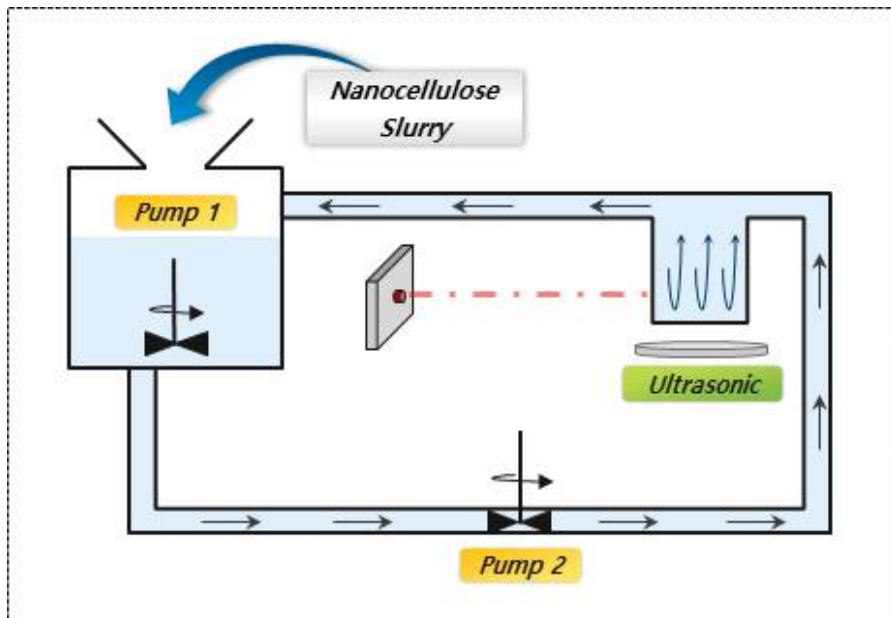 Nanocellulose
Slurry
Pump 1
Ultrasonic
Pump 2